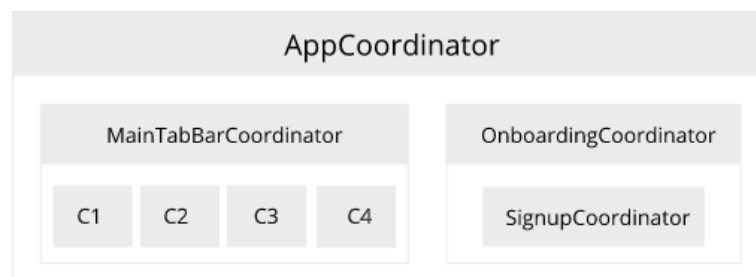 AppCoordinator
MainTabBarCoordinator
OnboardingCoordinator
C1 C2 C3 C4
SignupCoordinator